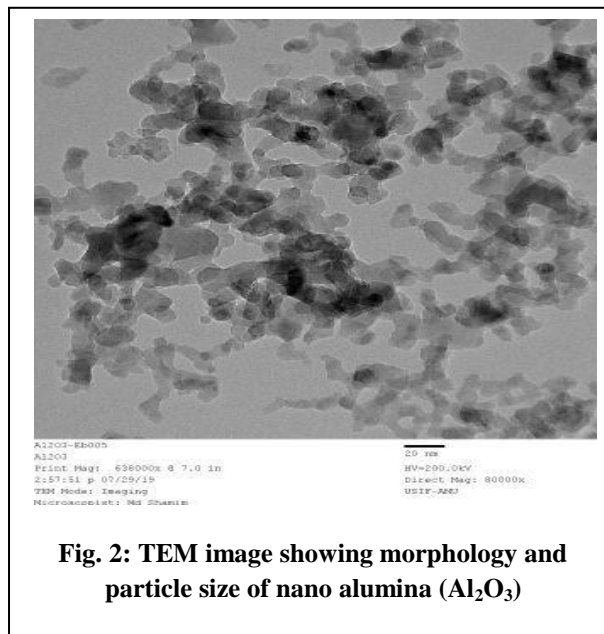 Al2O3-Eb005
Al2O3
Print Mag: 638000x @ 7.0 in
2:57:51 p 07/29/19
TEM Mode: Imaging
Microscopist: Md Shamim
20 nm
HV=200.0kV
Direct Mag: 80000x
USIF-AMU
Fig. 2: TEM image showing morphology and
particle size of nano alumina (Al₂O₃)